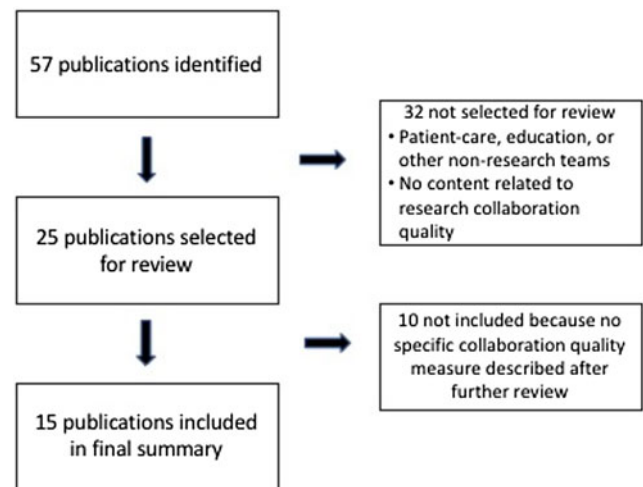 57 publications identified
32 not selected for review
• Patient-care, education, or
other non-research teams
• No content related to
research collaboration
quality
25 publications selected
for review
10 not included because no
specific collaboration quality
measure described after
further review
15 publications included
in final summary